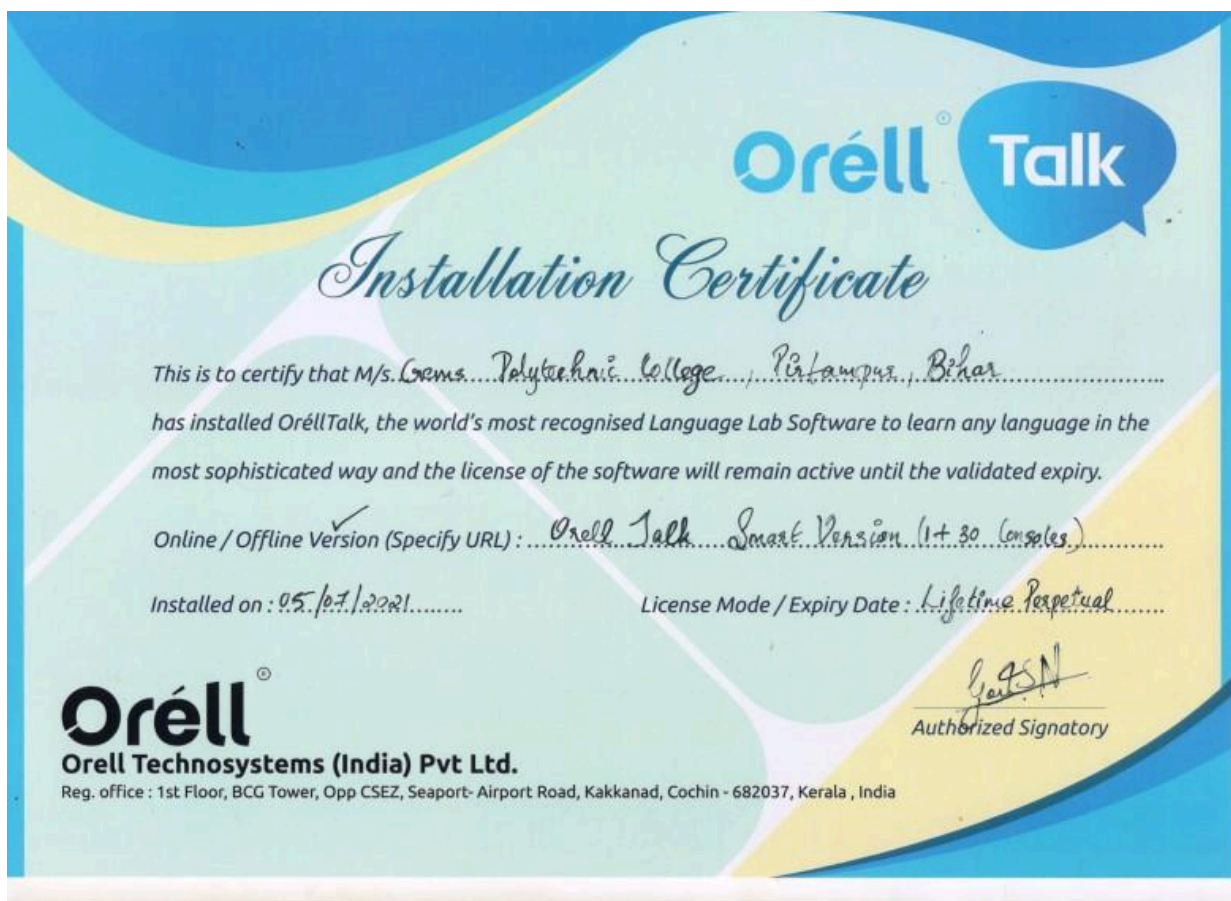 Oréll® Talk
Installation Certificate
This is to certify that M/s. Gems Polytechnic College, Bihar
has installed OréllTalk, the world's most recognised Language Lab Software to learn any language in the
most sophisticated way and the license of the software will remain active until the validated expiry.
Online / Offline Version (Specify URL) : Orell Talk Smart Version (1+30 Consoles)
Installed on : 05/07/2021 License Mode / Expiry Date : Lifetime Perpetual
Authorized Signatory
Oréll®
Orell Technosystems (India) Pvt Ltd.
Reg. office : 1st Floor, BCG Tower, Opp CSEZ, Seaport- Airport Road, Kakkanad, Cochin - 682037, Kerala , India